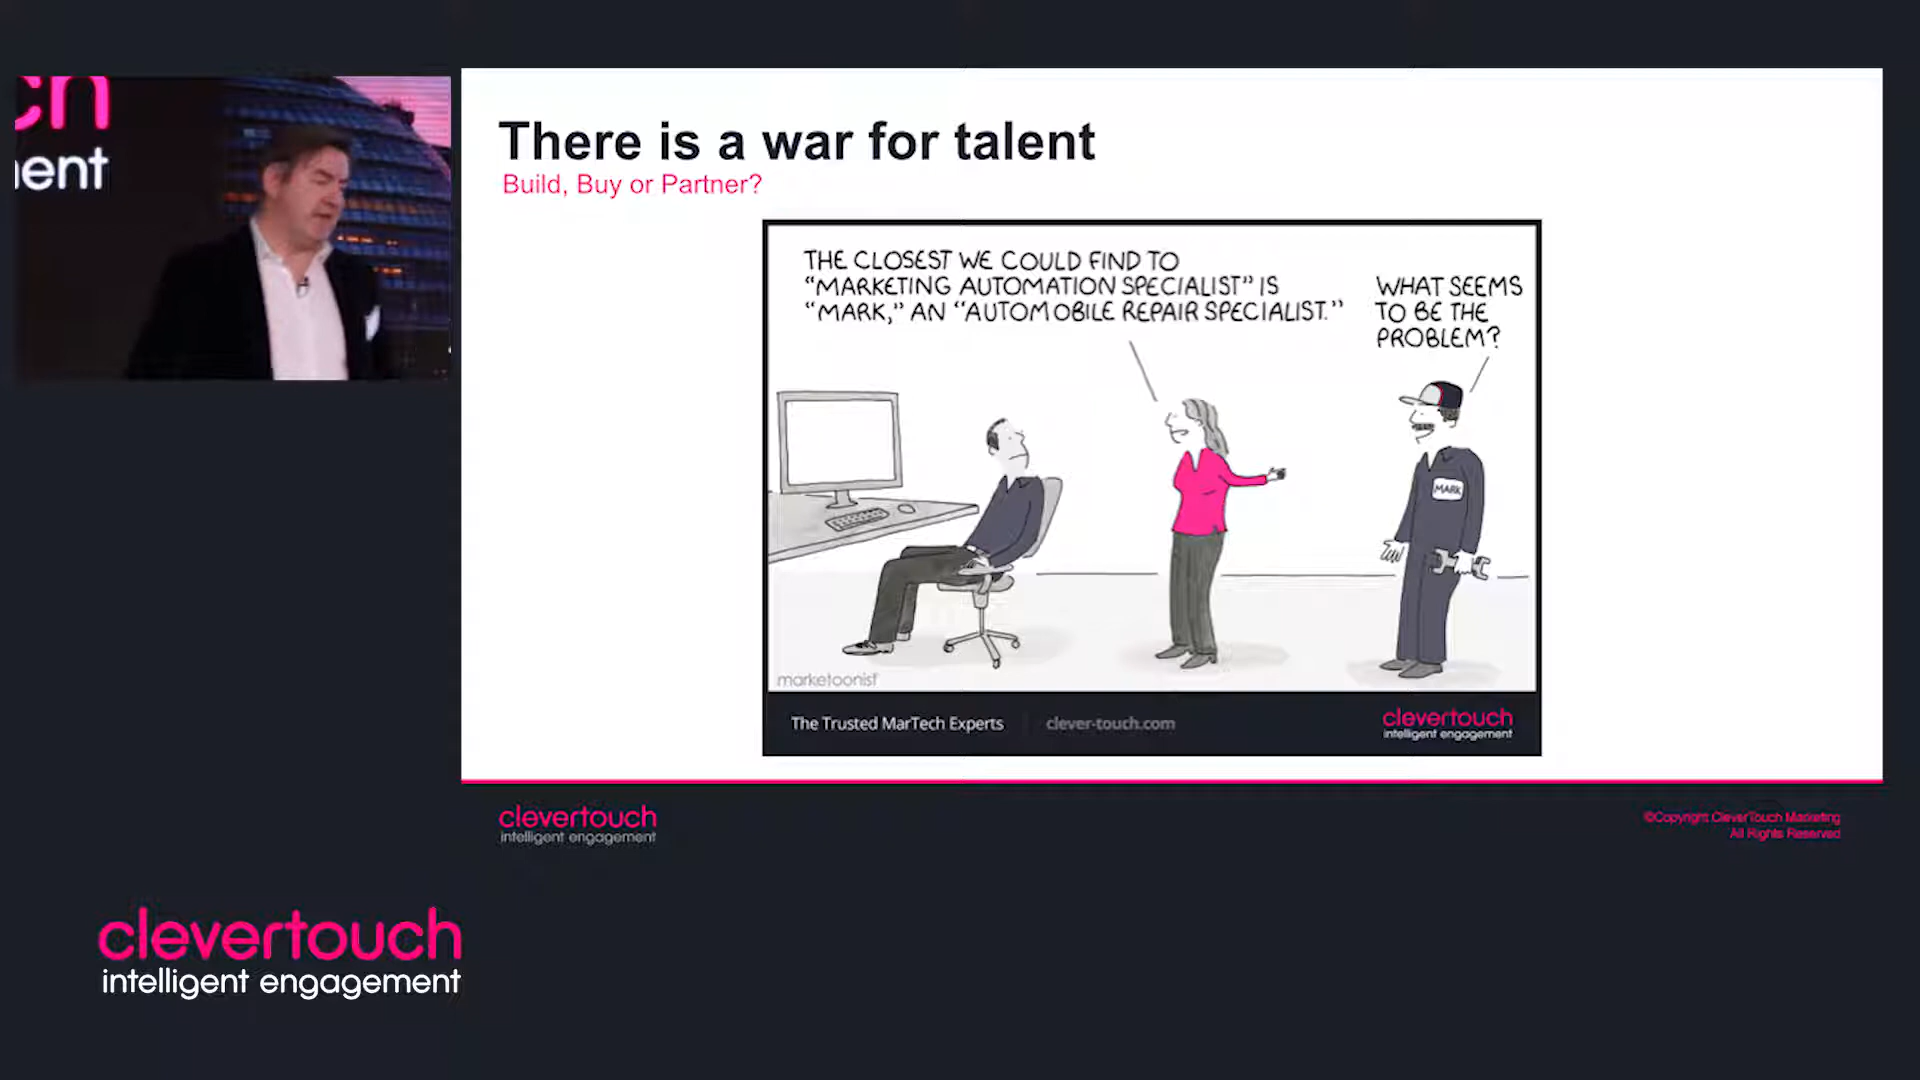 ch
ent
There is a war for talent
Build, Buy or Partner?
THE CLOSEST WE COULD FIND TO
“MARKETING AUTOMATION SPECIALIST” IS
“MARK,” AN “AUTOMOBILE REPAIR SPECIALIST.”
WHAT SEEMS
TO BE THE
PROBLEM?
MARK
marketoonist
The Trusted MarTech Experts
clever-touch.com
clevertouch
intelligent engagement
clevertouch
intelligent engagement
©Copyright CleverTouch Marketing
All Rights Reserved
clevertouch
intelligent engagement